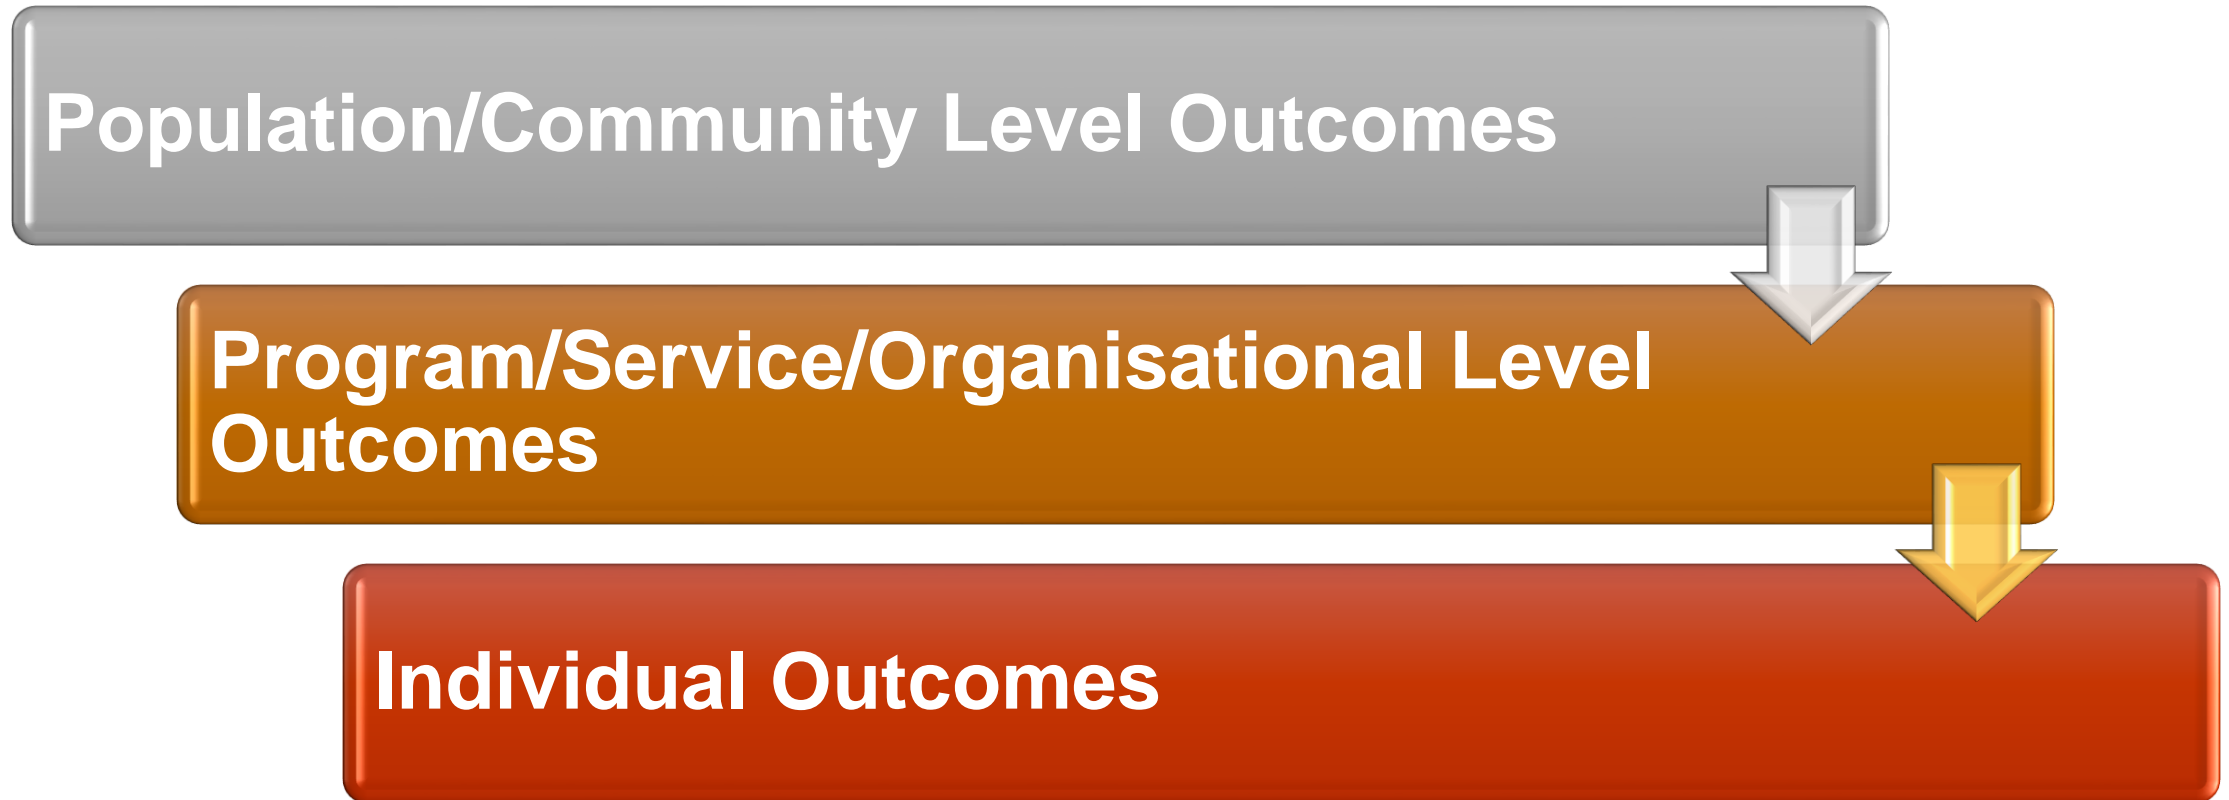 Population/Community Level Outcomes
Program/Service/Organisational Level
Outcomes
Individual Outcomes